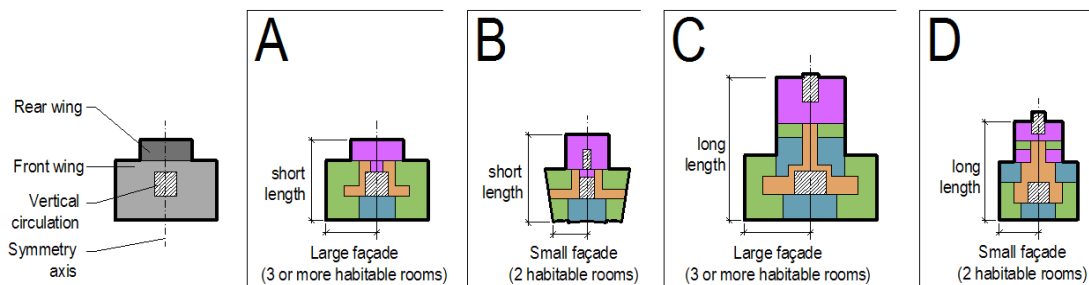 Rear wing
Front wing
Vertical
circulation
Symmetry
axis
A
short
length
Large façade
(3 or more habitable rooms)
B
short
length
Small façade
(2 habitable rooms)
C
long
length
Large façade
(3 or more habitable rooms)
D
long
length
Small façade
(2 habitable rooms)